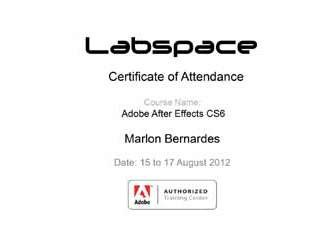 Labspace
Certificate of Attendance
Course Name:
Adobe After Effects CS6
Marlon Bernardes
Date: 15 to 17 August 2012
Adobe
AUTHORIZED
Training Center